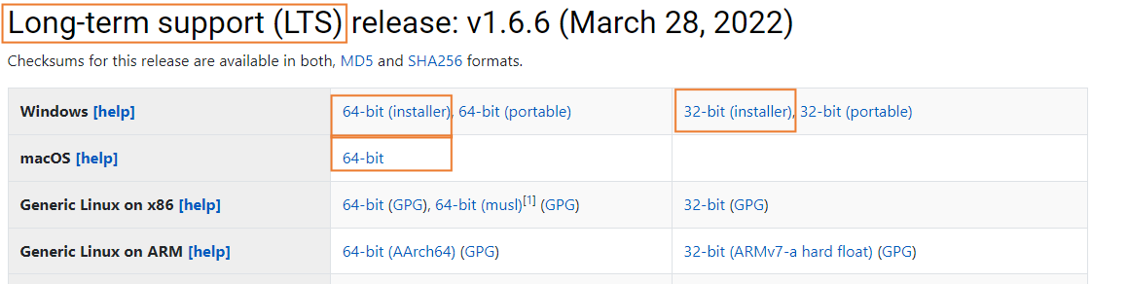 Long-term support (LTS) release: v1.6.6 (March 28, 2022)
Checksums for this release are available in both, MD5 and SHA256 formats.
Windows [help] 64-bit (installer), 64-bit (portable) 32-bit (installer), 32-bit (portable)
macOS [help] 64-bit
Generic Linux on x86 [help] 64-bit (GPG), 64-bit (musl)[1] (GPG) 32-bit (GPG)
Generic Linux on ARM [help] 64-bit (AArch64) (GPG) 32-bit (ARMv7-a hard float) (GPG)